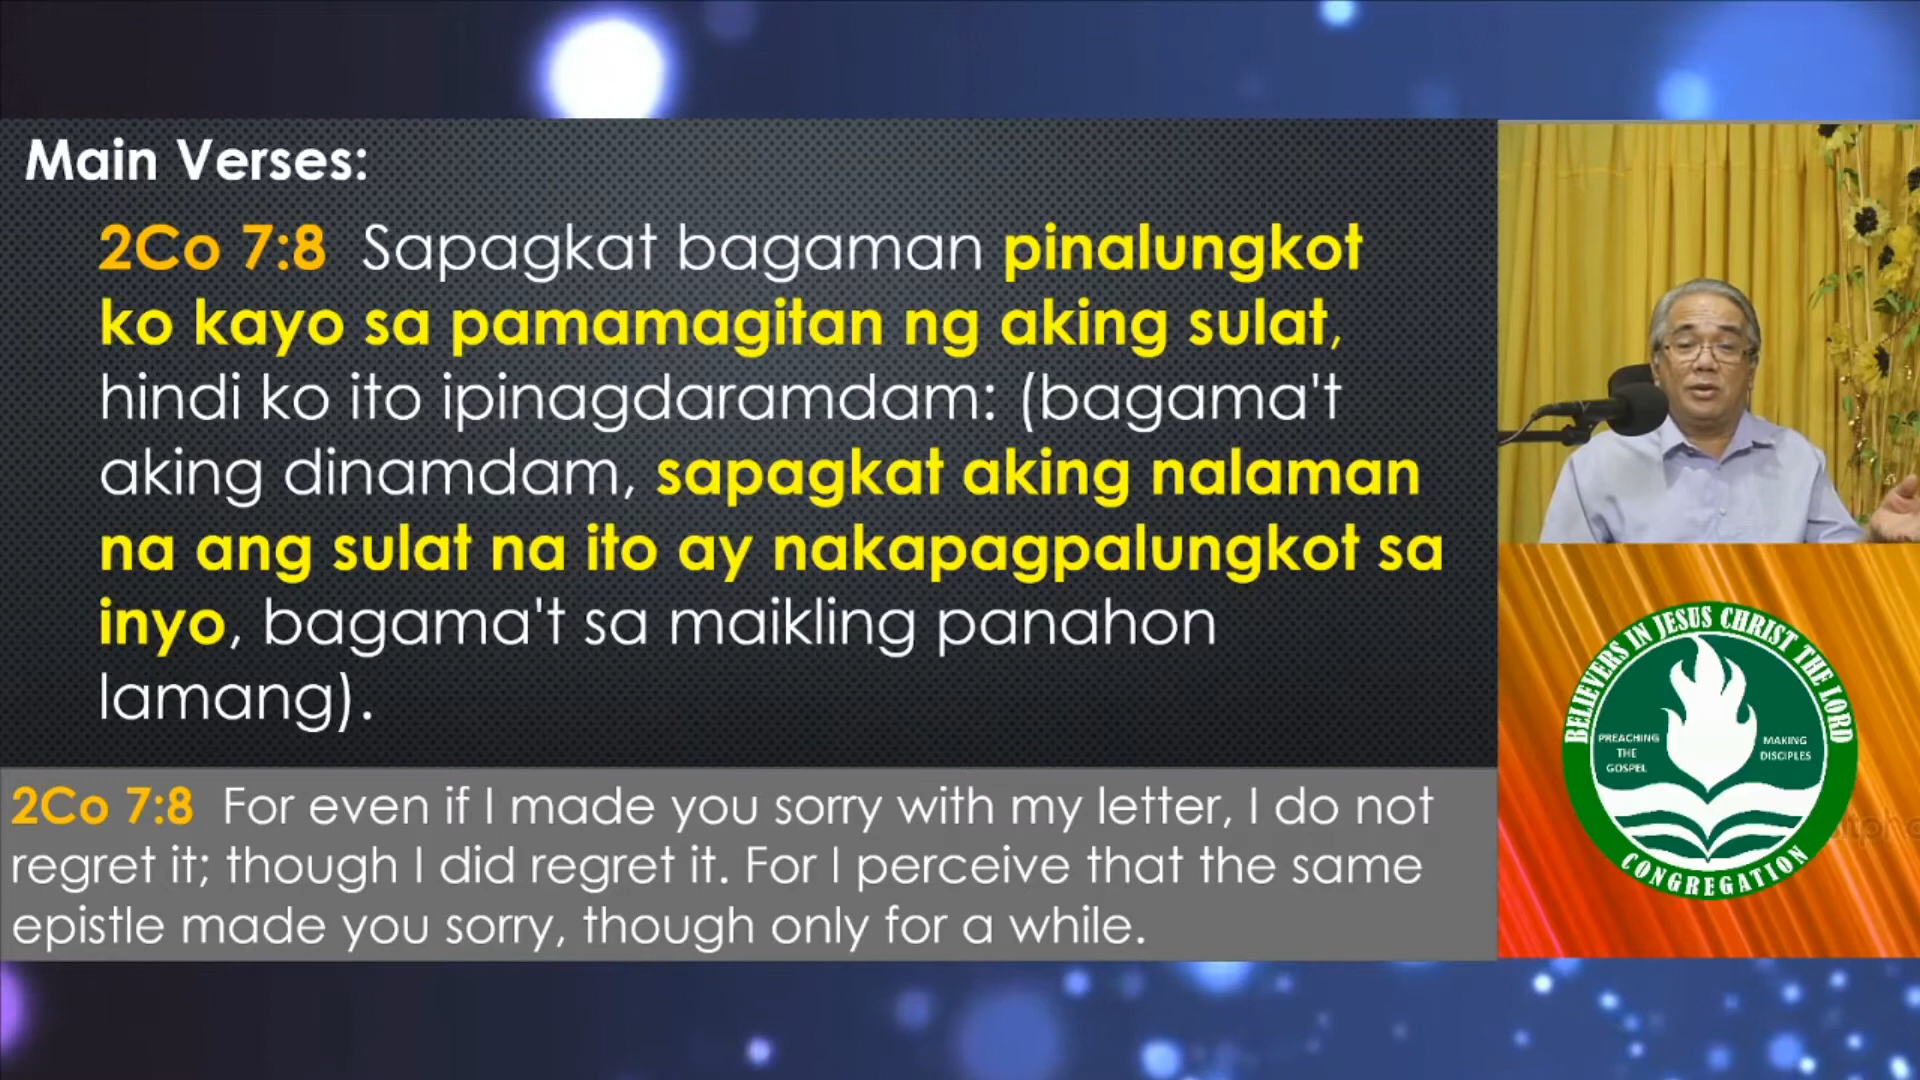 Main Verses:
2Co 7:8 Sapagkat bagaman pinalungkot
ko kayo sa pamamagitan ng aking sulat,
hindi ko ito ipinagdaramdam: (bagama't
aking dinamdam, sapagkat aking nalaman
na ang sulat na ito ay nakapagpalungkot sa
inyo, bagama't sa maikling panahon
lamang).
2Co 7:8 For even if I made you sorry with my letter, I do not
regret it; though I did regret it. For I perceive that the same
epistle made you sorry, though only for a while.
BELIEVERS IN JESUS CHRIST THE LORD
PREACHING
THE
GOSPEL
MAKING
DISCIPLES
CONGREGATION